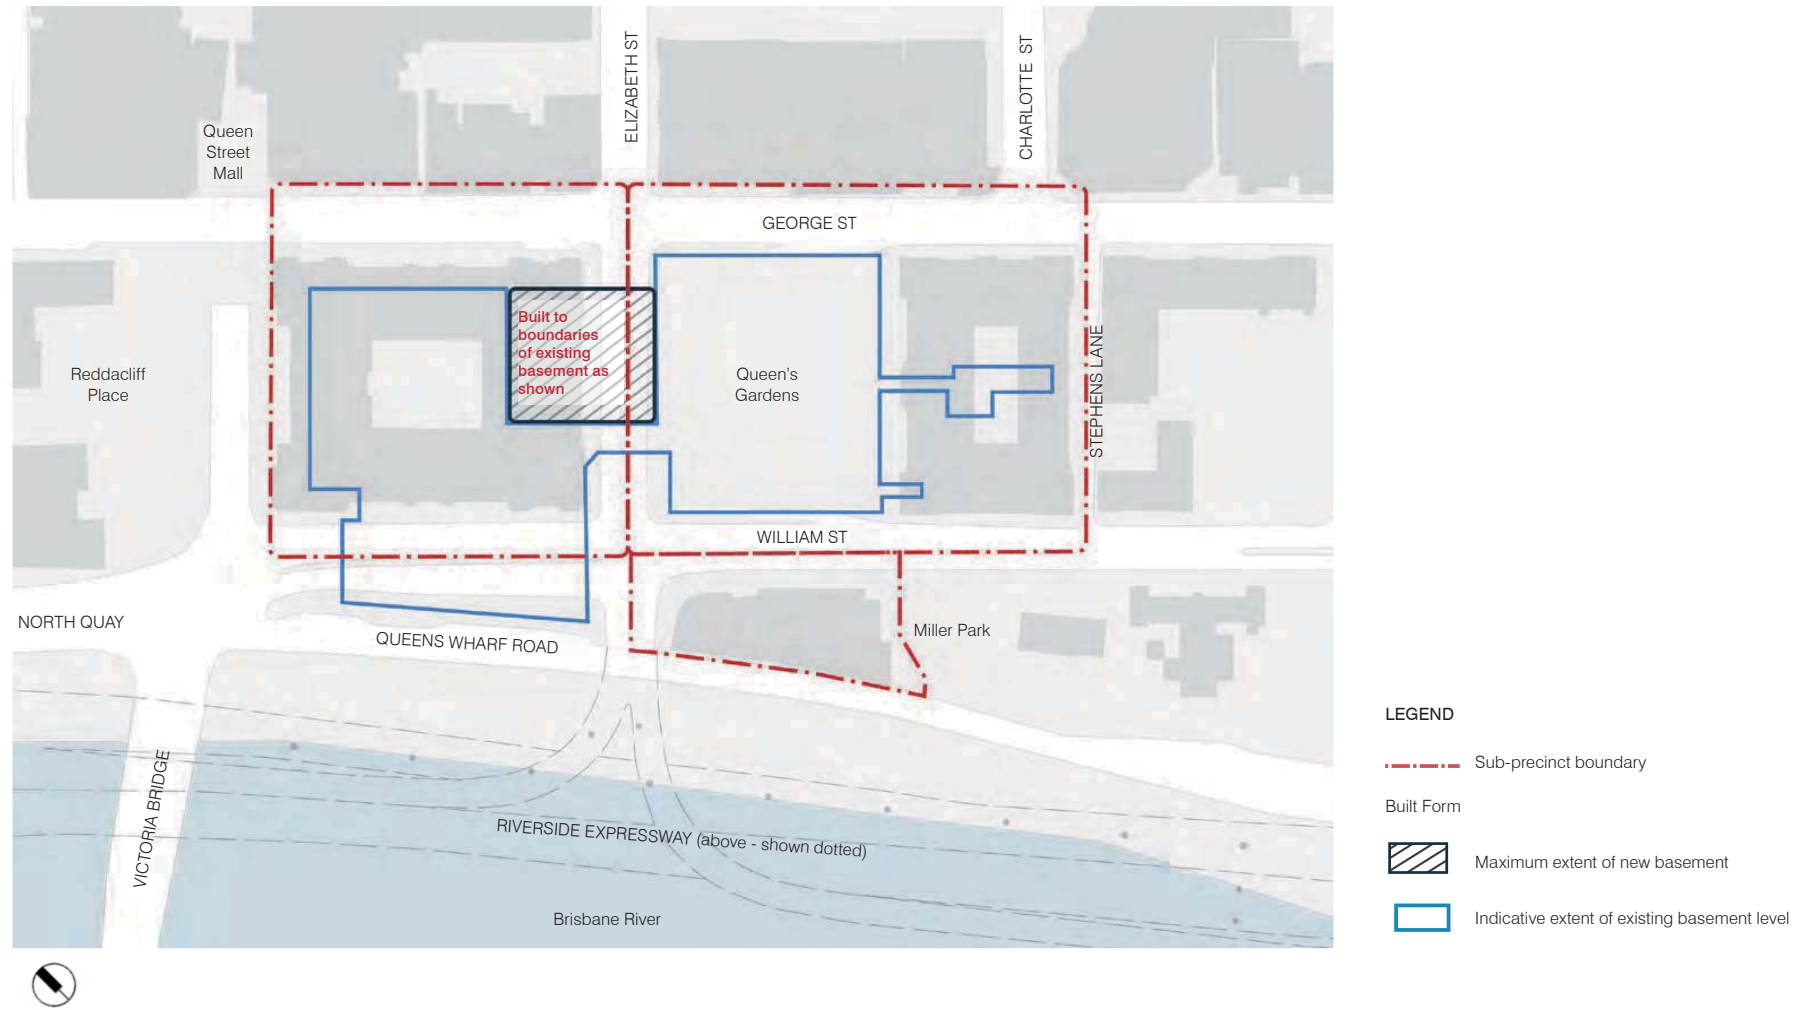 ELIZABETH ST
CHARLOTTE ST
Queen
Street
Mall
GEORGE ST
Built to
boundaries
of existing
basement as
shown
Reddacliff
Place
Queen's
Gardens
STEPHENS LANE
WILLIAM ST
NORTH QUAY
QUEENS WHARF ROAD
Miller Park
VICTORIA BRIDGE
RIVERSIDE EXPRESSWAY (above - shown dotted)
Brisbane River
LEGEND
Sub-precinct boundary
Built Form
Maximum extent of new basement
Indicative extent of existing basement level